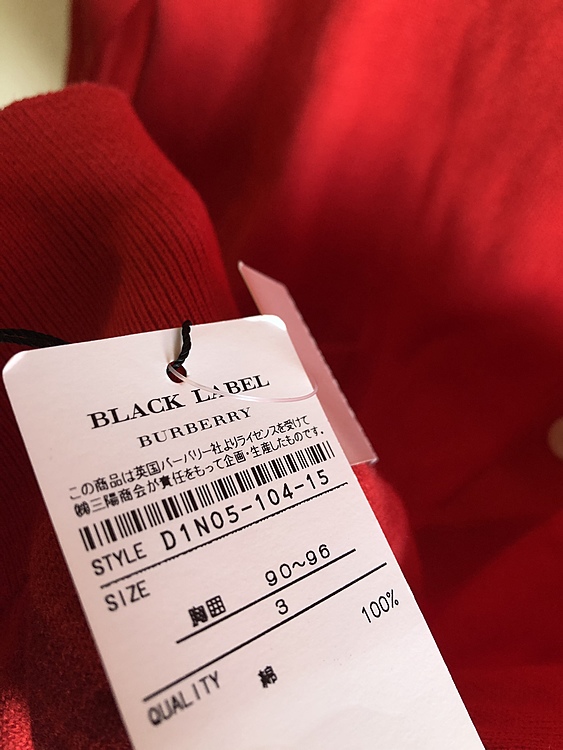 BLACK LABEL
BURBERRY
この商品は英国バーバリー社よりライセンスを受けて
㈱三陽商会が責任をもって企画・生産したものです。
STYLE D1N05-104-15
SIZE
胸囲 90~96
3
QUALITY 綿 100%